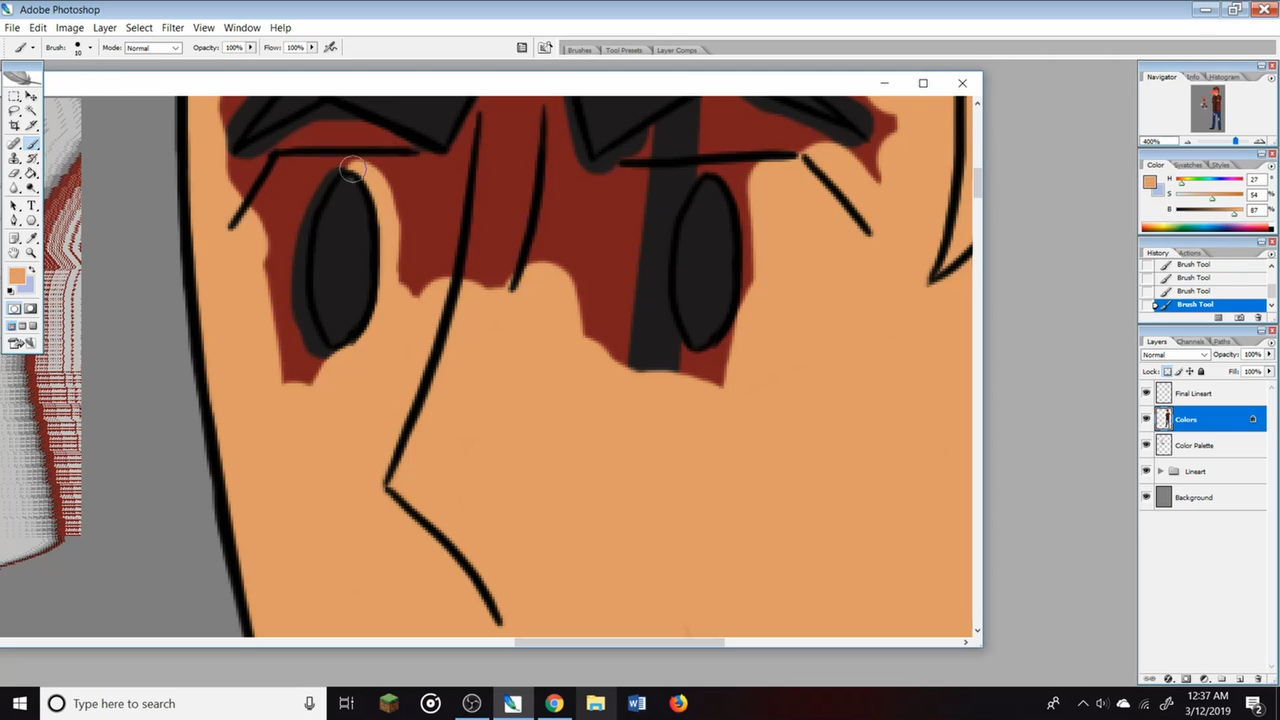 Adobe Photoshop
File Edit Image Layer Select Filter View Window Help
Brush: 10 Mode: Normal Opacity: 100% Flow: 100% Brushes Tool Presets Layer Comps
Navigator Info Histogram
400%
Color Swatches Styles
H 27 °
S 54 %
B 87 %
History Actions
Brush Tool
Brush Tool
Brush Tool
Brush Tool
Layers Channels Paths
Normal Opacity: 100%
Lock: Fill: 100%
Final Lineart
Colors
Color Palette
Lineart
Background
Type here to search
12:37 AM
3/12/2019
2